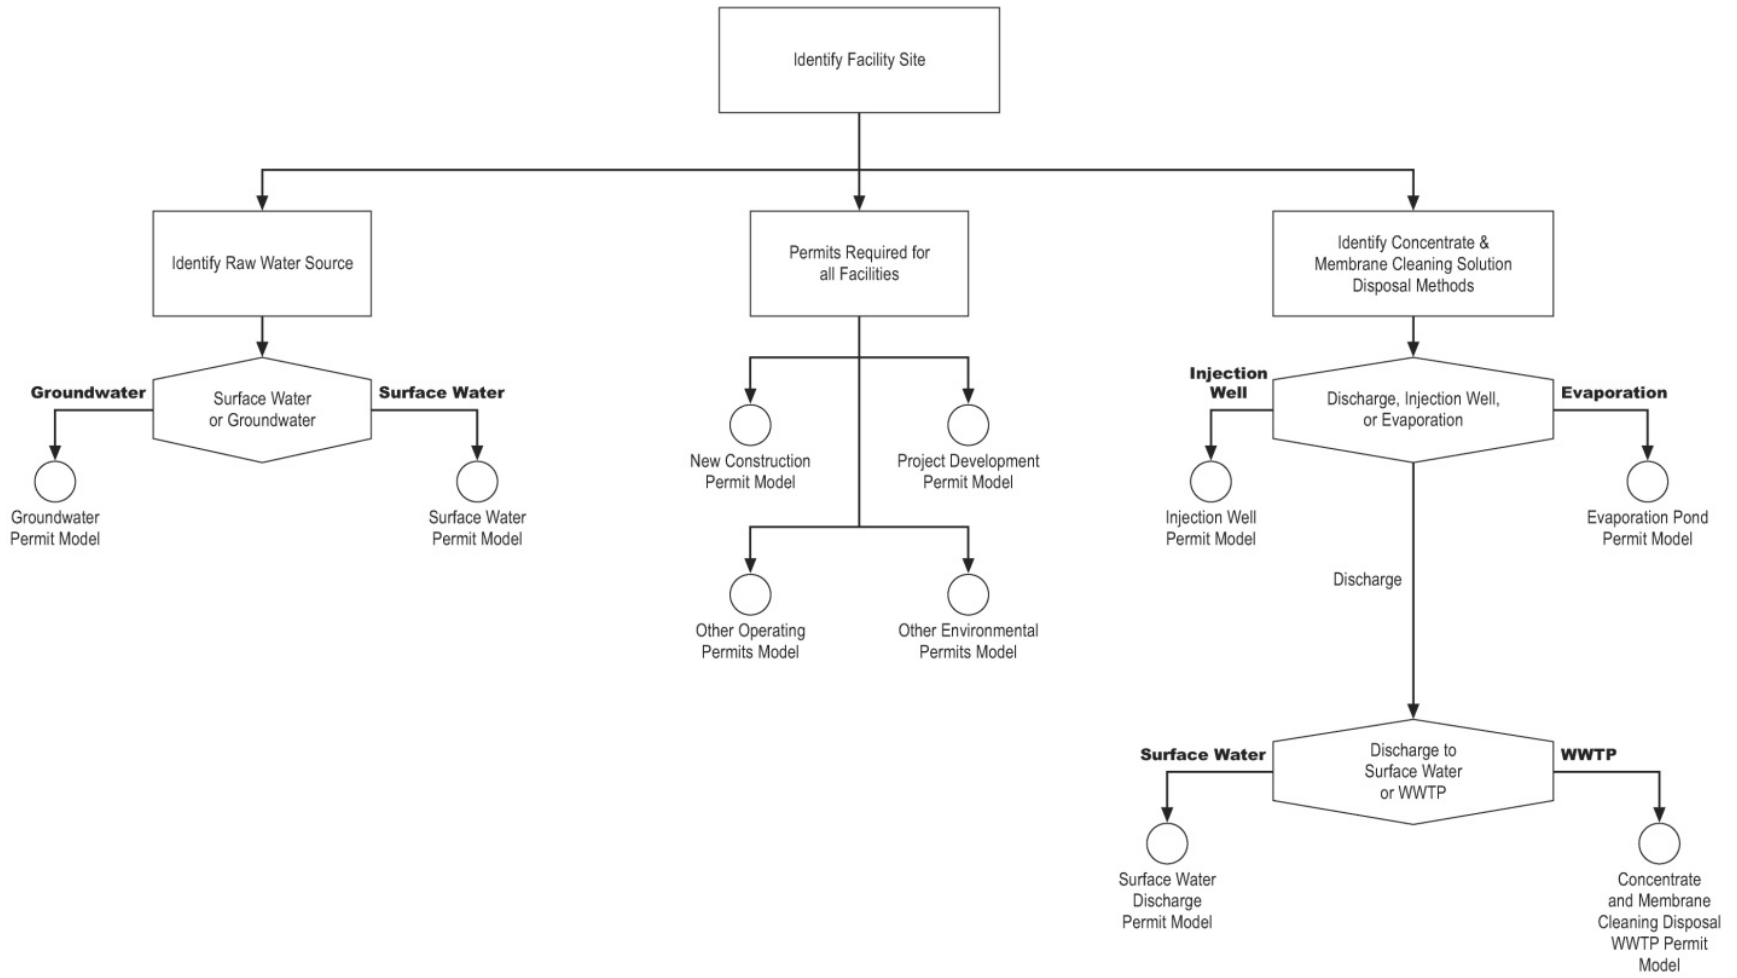 Identify Facility Site
Identify Raw Water Source
Permits Required for
all Facilities
Identify Concentrate &
Membrane Cleaning Solution
Disposal Methods
Groundwater
Surface Water
or Groundwater
Surface Water
Groundwater
Permit Model
Surface Water
Permit Model
New Construction
Permit Model
Project Development
Permit Model
Other Operating
Permits Model
Other Environmental
Permits Model
Injection
Well
Discharge, Injection Well,
or Evaporation
Evaporation
Injection Well
Permit Model
Evaporation Pond
Permit Model
Discharge
Surface Water
Discharge to
Surface Water
or WWTP
WWTP
Surface Water
Discharge
Permit Model
Concentrate
and Membrane
Cleaning Disposal
WWTP Permit
Model